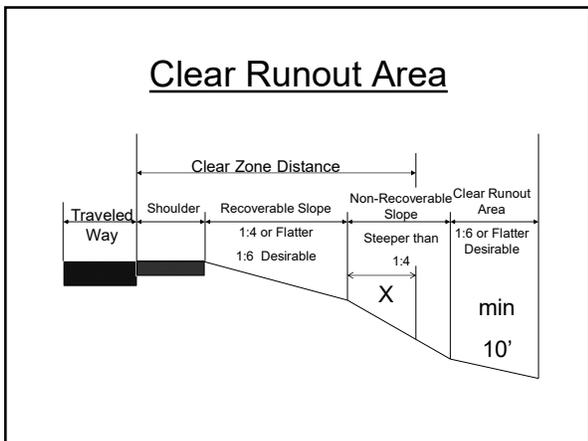 Clear Runout Area
Clear Zone Distance
Traveled
Way
Shoulder
Recoverable Slope
1:4 or Flatter
1:6 Desirable
Non-Recoverable
Slope
Steeper than
1:4
X
Clear Runout
Area
1:6 or Flatter
Desirable
min
10’